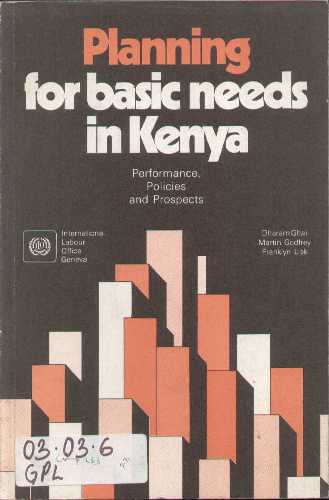 Planning
for basic needs
in Kenya
Performance,
Policies
and Prospects
International
Labour
Office
Geneva
Dharam Ghai
Martin Godfrey
Franklyn Lisk
03.03.6
GPL